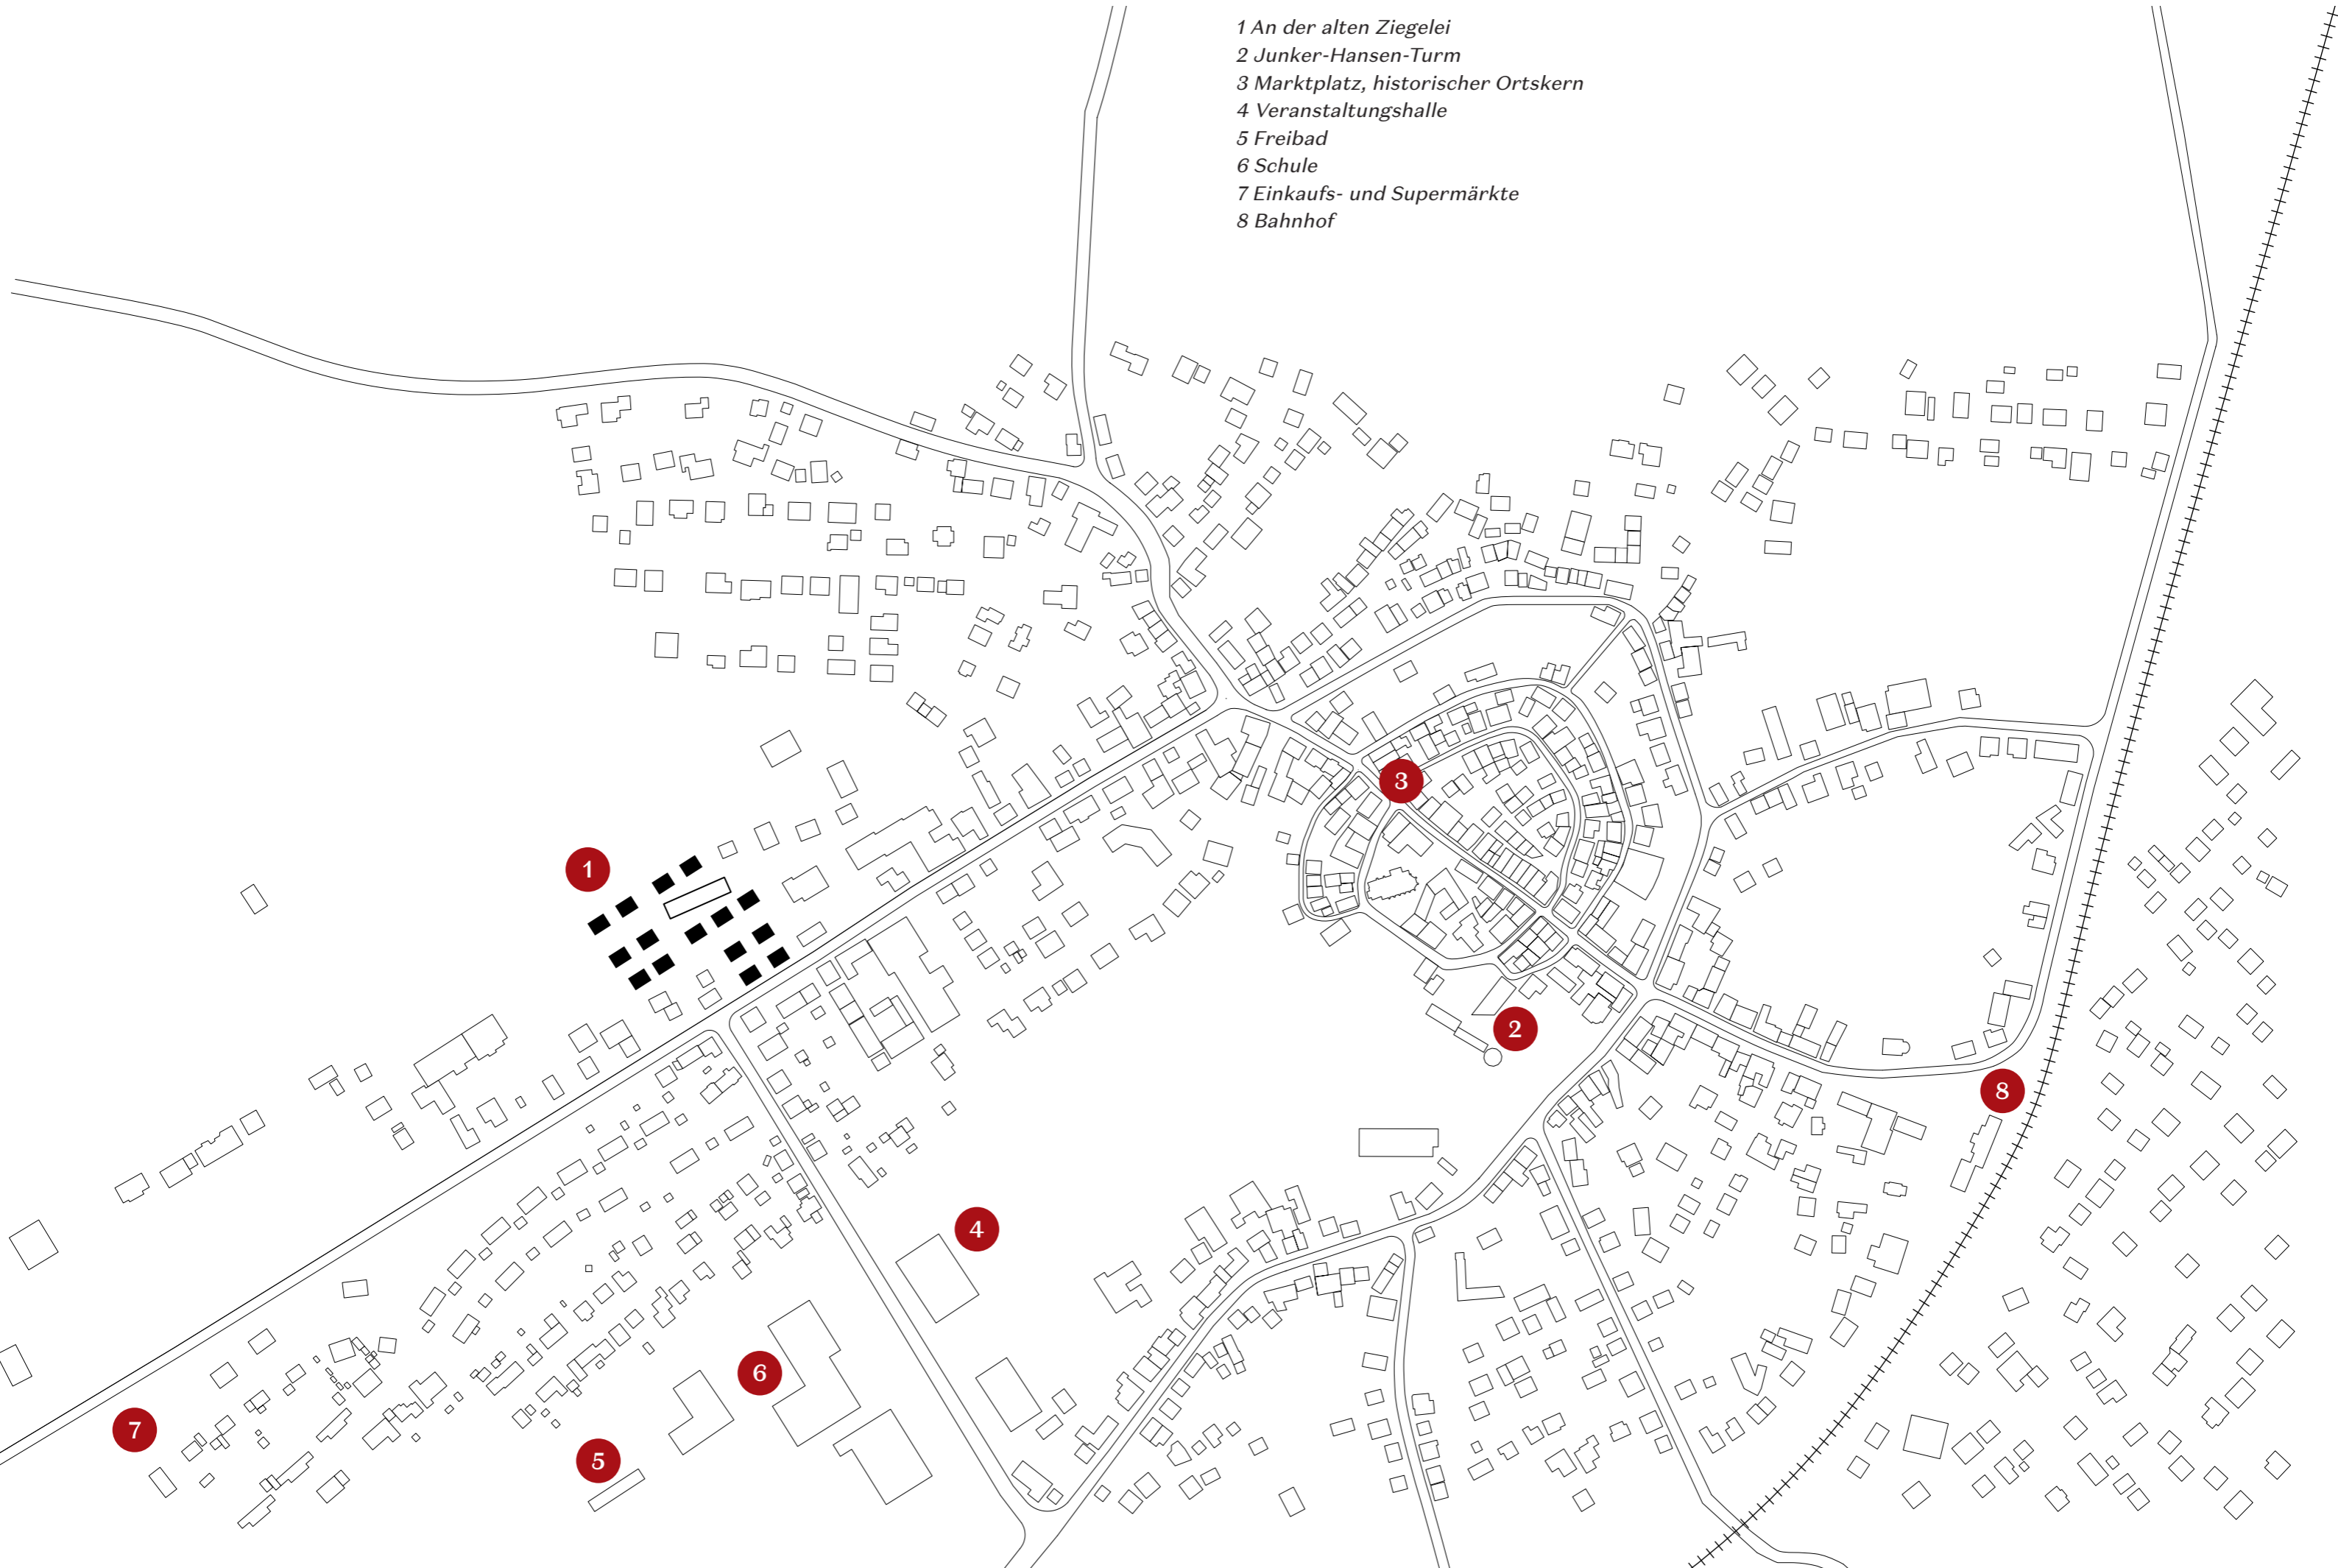 1 An der alten Ziegelei
2 Junker-Hansen-Turm
3 Marktplatz, historischer Ortskern
4 Veranstaltungshalle
5 Freibad
6 Schule
7 Einkaufs- und Supermärkte
8 Bahnhof
3
1
2
8
4
6
7
5